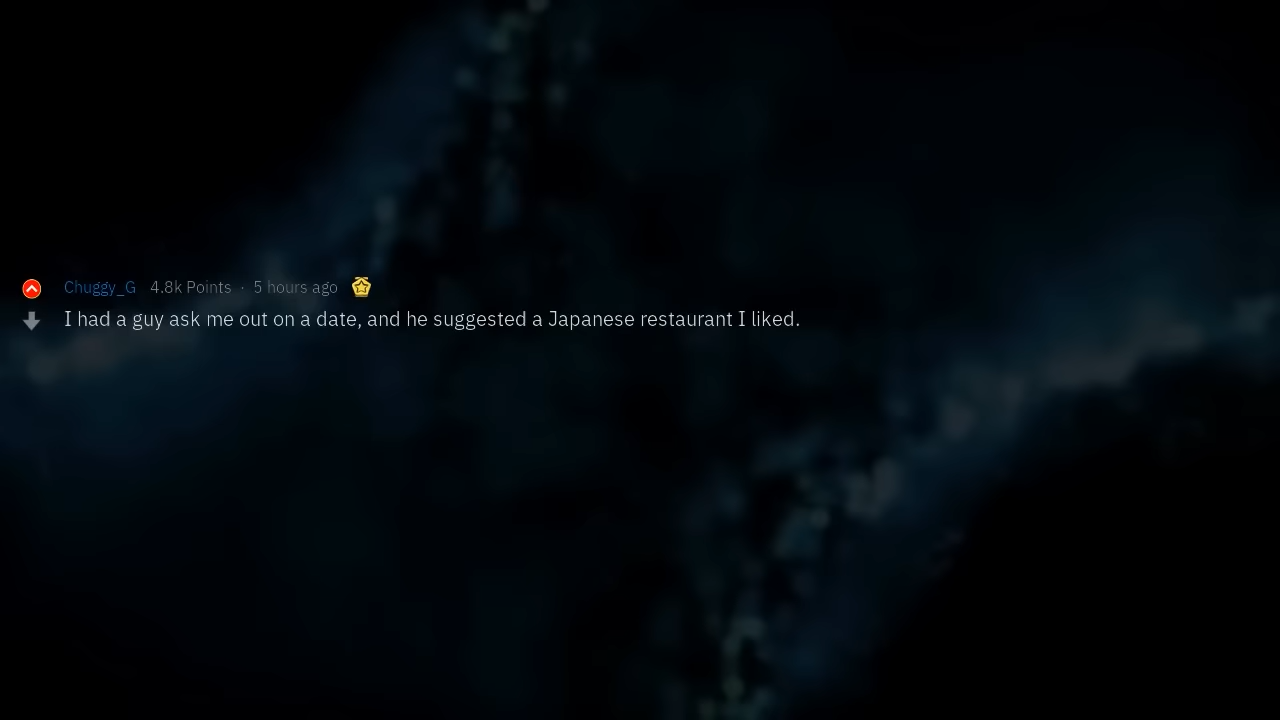 Chuggy_G 4.8k Points · 5 hours ago
I had a guy ask me out on a date, and he suggested a Japanese restaurant I liked.